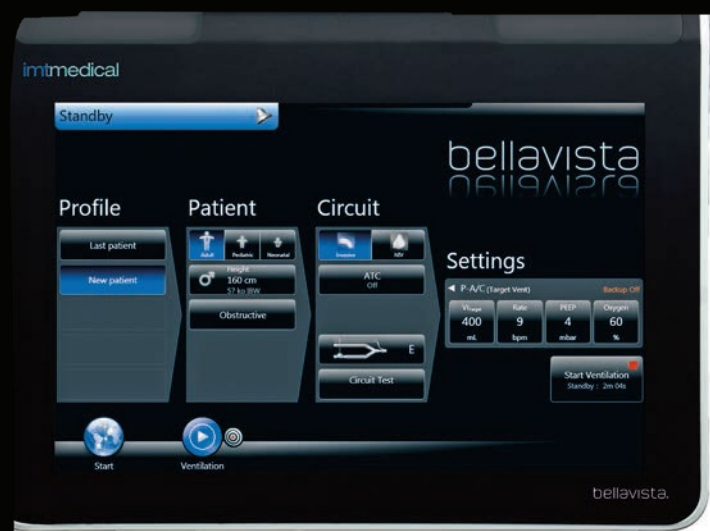 imtmedical
Standby
bellavista
Profile
Patient
Circuit
Last patient
New patient
Adult
Pediatric
Neonatal
Height
160 cm
57 kg IBW
Obstructive
Invasive
NIV
ATC
Off
E
Circuit Test
Settings
P-A/C (Target Vent)
Backup Off
VtTarget
Rate
PEEP
Oxygen
400
9
4
60
mL
bpm
mbar
%
Start Ventilation
Standby : 2m 04s
Start
Ventilation
bellavista.